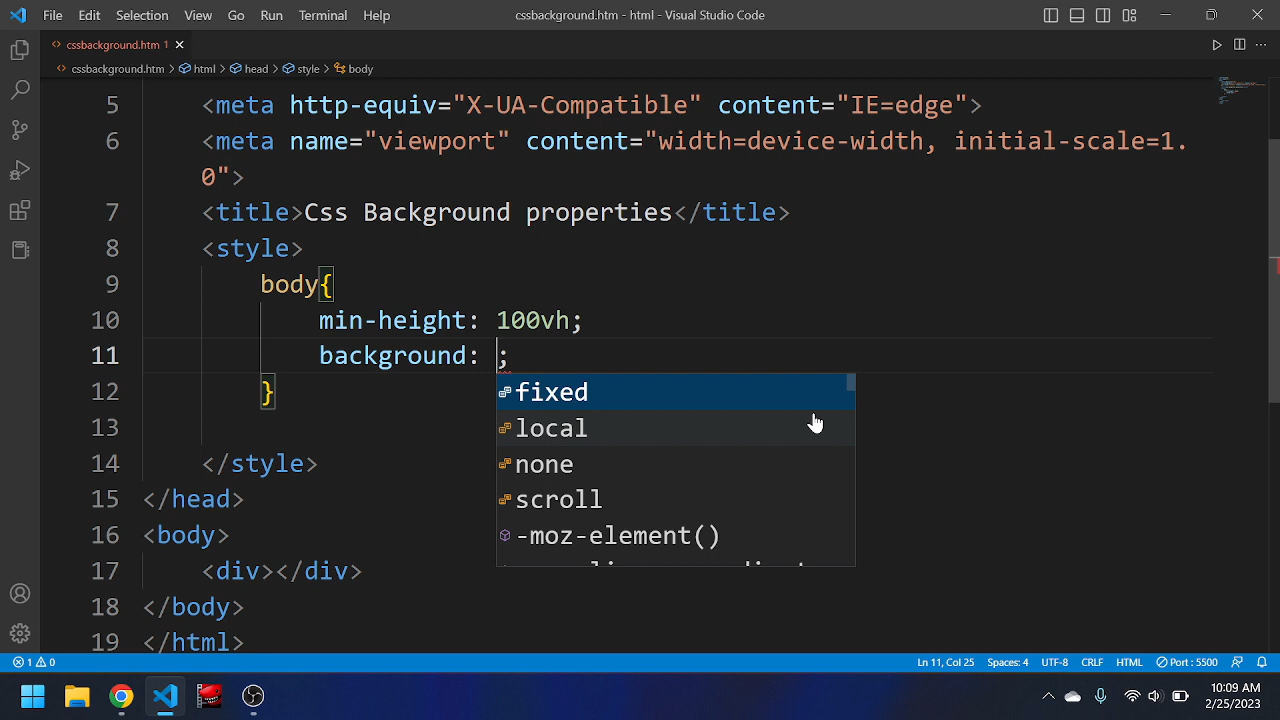 File Edit Selection View Go Run Terminal Help cssbackground.htm - html - Visual Studio Code
cssbackground.htm 1
cssbackground.htm > html > head > style > body
5 <meta http-equiv="X-UA-Compatible" content="IE=edge">
6 <meta name="viewport" content="width=device-width, initial-scale=1.
0">
7 <title>Css Background properties</title>
8 <style>
9 body{
10 min-height: 100vh;
11 background: ;
fixed
12 }
local
13
none
14 </style>
scroll
15 </head>
-moz-element()
16 <body>
17 <div></div>
18 </body>
19 </html>
1 0 Ln 11, Col 25 Spaces: 4 UTF-8 CRLF HTML Port : 5500
10:09 AM
2/25/2023